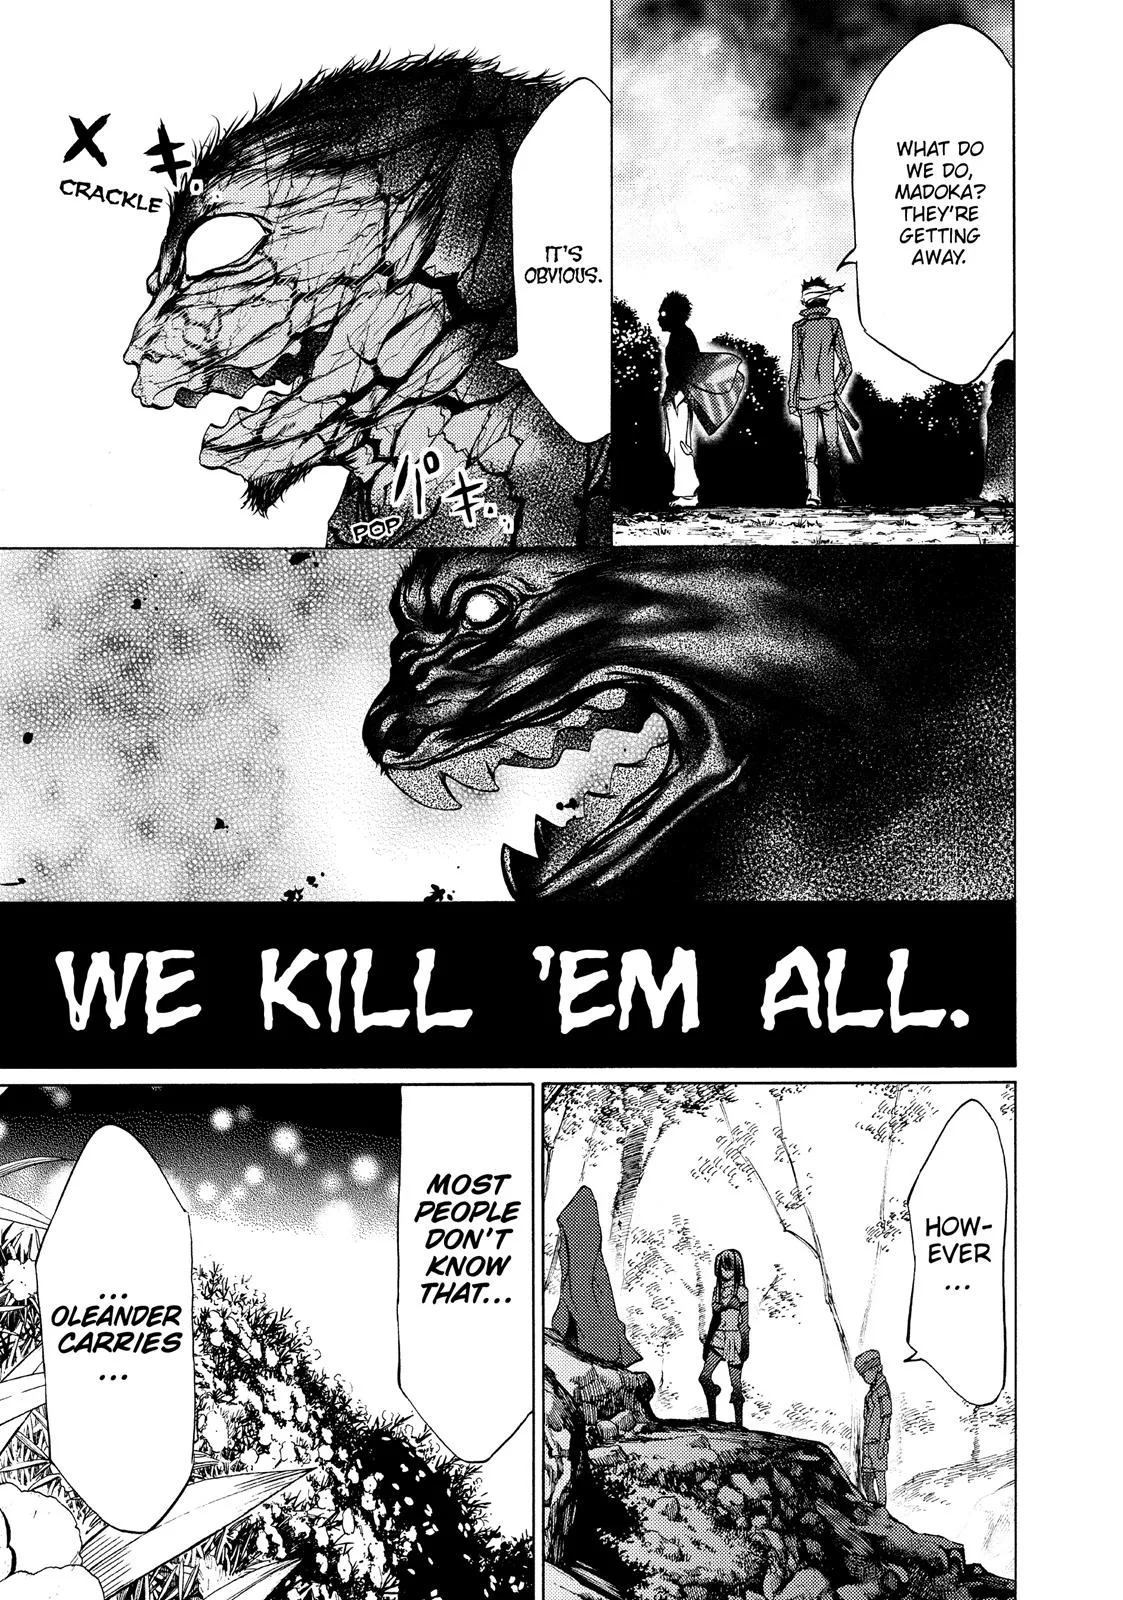 WHAT DO
WE DO,
MADOKA?
THEY'RE
GETTING
AWAY.
IT'S
OBVIOUS.
メキ
CRACKLE
バキ
POP
WE KILL 'EM ALL.
HOW-
EVER
...
MOST
PEOPLE
DON'T
KNOW
THAT...
...
OLEANDER
CARRIES
...